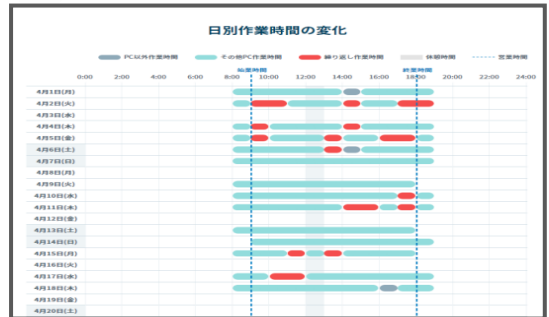 日別作業時間の変化
PC以外作業時間 その他PC作業時間 繰り返し作業時間 休憩時間 営業時間
始業時間 終業時間
0:00 2:00 4:00 6:00 8:00 10:00 12:00 14:00 16:00 18:00 20:00 22:00 24:00
4月1日(月)
4月2日(火)
4月3日(水)
4月4日(木)
4月5日(金)
4月6日(土)
4月7日(日)
4月8日(月)
4月9日(火)
4月10日(水)
4月11日(木)
4月12日(金)
4月13日(土)
4月14日(日)
4月15日(月)
4月16日(火)
4月17日(水)
4月18日(木)
4月19日(金)
4月20日(土)